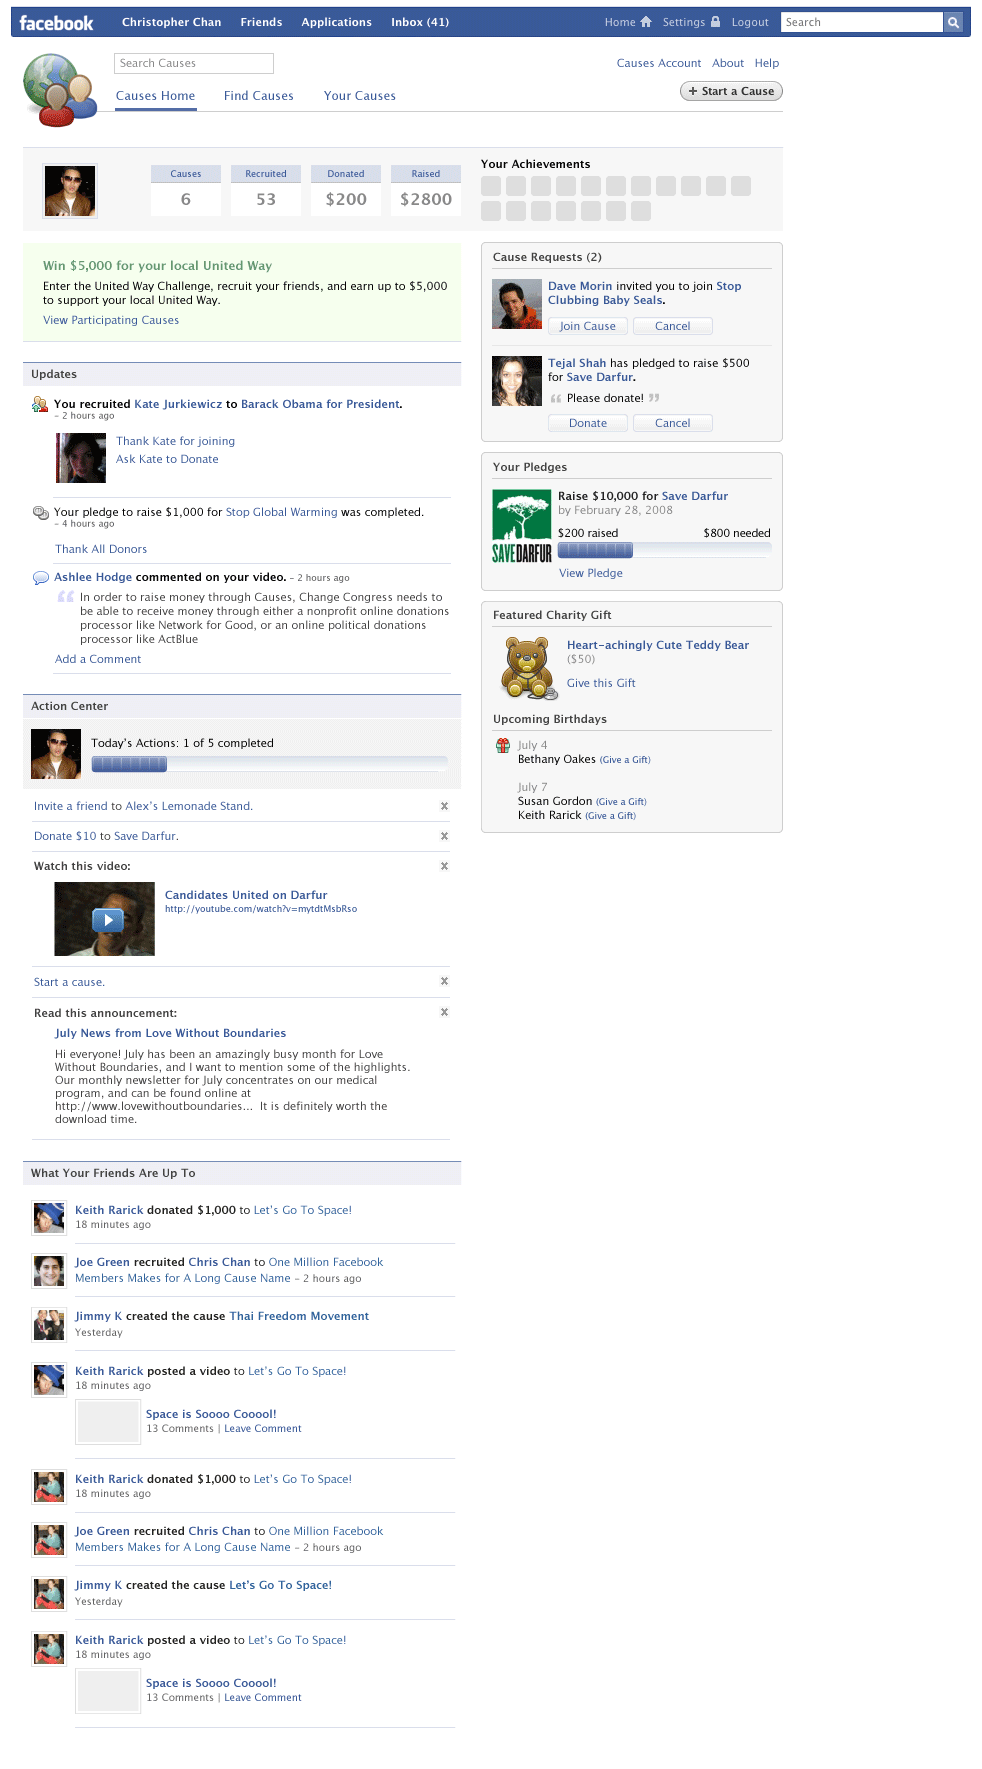 facebook Christopher Chan Friends Applications Inbox (41) Home Settings Logout Search
Search Causes
Causes Account About Help
Causes Home Find Causes Your Causes
+ Start a Cause
Causes Recruited Donated Raised
6 53 $200 $2800
Your Achievements
Win $5,000 for your local United Way
Enter the United Way Challenge, recruit your friends, and earn up to $5,000
to support your local United Way.
View Participating Causes
Updates
You recruited Kate Jurkiewicz to Barack Obama for President.
– 2 hours ago
Thank Kate for joining
Ask Kate to Donate
Your pledge to raise $1,000 for Stop Global Warming was completed.
– 4 hours ago
Thank All Donors
Ashlee Hodge commented on your video. – 2 hours ago
“ In order to raise money through Causes, Change Congress needs to
be able to receive money through either a nonprofit online donations
processor like Network for Good, or an online political donations
processor like ActBlue
Add a Comment
Action Center
Today's Actions: 1 of 5 completed
Invite a friend to Alex's Lemonade Stand. x
Donate $10 to Save Darfur. x
Watch this video: x
Candidates United on Darfur
http://youtube.com/watch?v=mytdtMsbRso
Start a cause. x
Read this announcement: x
July News from Love Without Boundaries
Hi everyone! July has been an amazingly busy month for Love
Without Boundaries, and I want to mention some of the highlights.
Our monthly newsletter for July concentrates on our medical
program, and can be found online at
http://www.lovewithoutboundaries... It is definitely worth the
download time.
What Your Friends Are Up To
Keith Rarick donated $1,000 to Let's Go To Space!
18 minutes ago
Joe Green recruited Chris Chan to One Million Facebook
Members Makes for A Long Cause Name – 2 hours ago
Jimmy K created the cause Thai Freedom Movement
Yesterday
Keith Rarick posted a video to Let's Go To Space!
18 minutes ago
Space is Soooo Cooool!
13 Comments | Leave Comment
Keith Rarick donated $1,000 to Let's Go To Space!
18 minutes ago
Joe Green recruited Chris Chan to One Million Facebook
Members Makes for A Long Cause Name – 2 hours ago
Jimmy K created the cause Let's Go To Space!
Yesterday
Keith Rarick posted a video to Let's Go To Space!
18 minutes ago
Space is Soooo Cooool!
13 Comments | Leave Comment
Cause Requests (2)
Dave Morin invited you to join Stop
Clubbing Baby Seals.
Join Cause Cancel
Tejal Shah has pledged to raise $500
for Save Darfur.
“ Please donate! ”
Donate Cancel
Your Pledges
SAVEDARFUR
Raise $10,000 for Save Darfur
by February 28, 2008
$200 raised $800 needed
View Pledge
Featured Charity Gift
Heart-achingly Cute Teddy Bear
($50)
Give this Gift
Upcoming Birthdays
July 4
Bethany Oakes (Give a Gift)
July 7
Susan Gordon (Give a Gift)
Keith Rarick (Give a Gift)